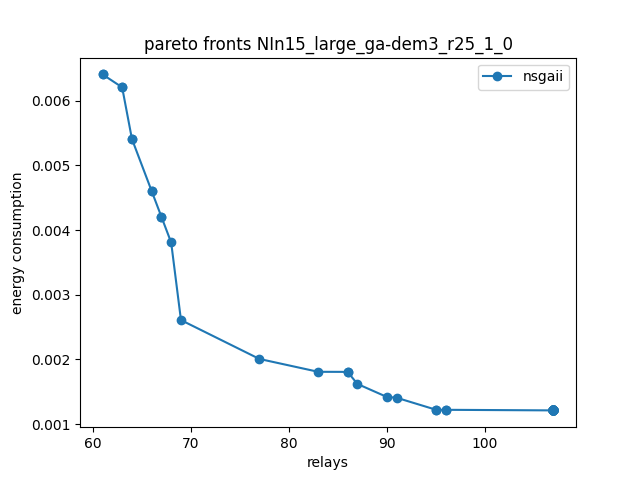 pareto fronts NIn15_large_ga-dem3_r25_1_0
nsgaii
0.006
0.005
0.004
0.003
0.002
0.001
energy consumption
60 70 80 90 100
relays